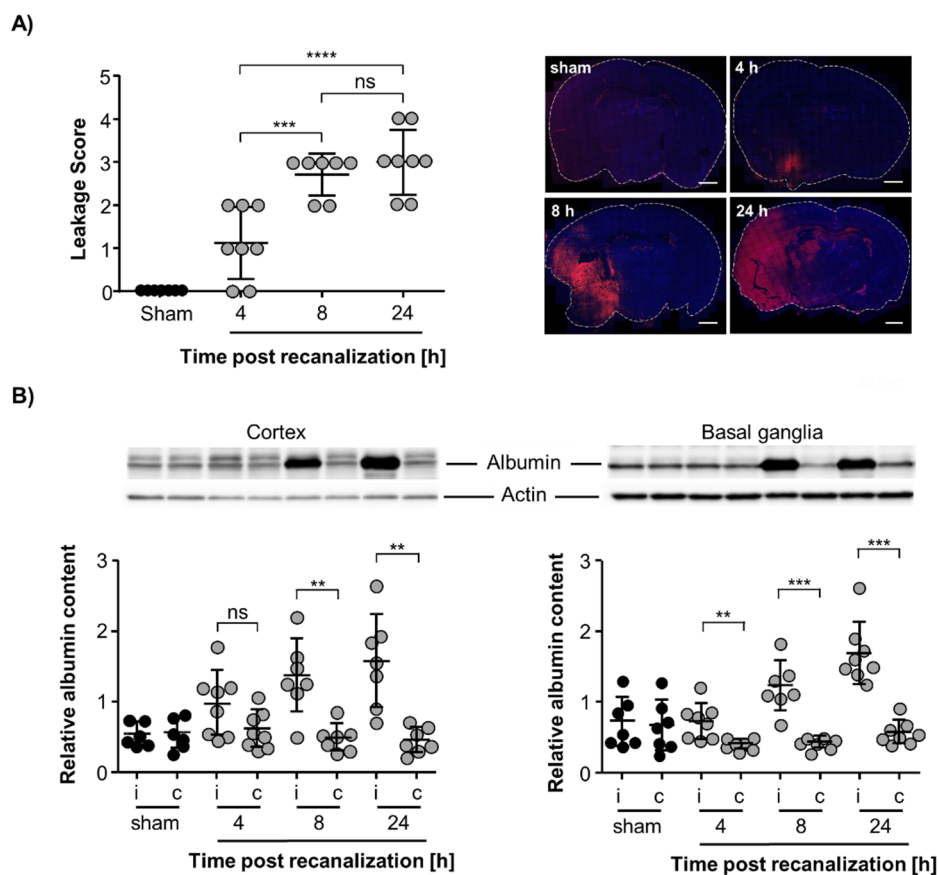 A)
Leakage Score
5
4
3
2
1
0
****
ns
***
Sham
4
8
24
Time post recanalization [h]
sham
4 h
8 h
24 h
B)
Cortex
Basal ganglia
Albumin
Actin
Relative albumin content
3
2
1
0
ns
**
**
i c i c i c i c
sham 4 8 24
Time post recanalization [h]
Relative albumin content
3
2
1
0
**
***
***
i c i c i c i c
sham 4 8 24
Time post recanalization [h]